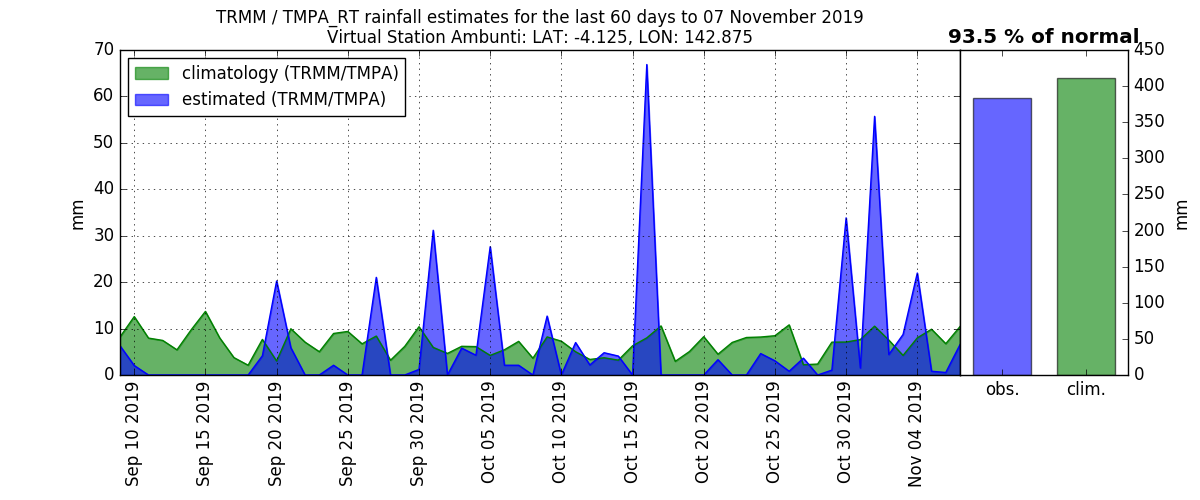 TRMM / TMPA_RT rainfall estimates for the last 60 days to 07 November 2019
Virtual Station Ambunti: LAT: -4.125, LON: 142.875
93.5 % of normal
climatology (TRMM/TMPA)
estimated (TRMM/TMPA)
70
60
50
40
30
20
10
0
mm
Sep 10 2019
Sep 15 2019
Sep 20 2019
Sep 25 2019
Sep 30 2019
Oct 05 2019
Oct 10 2019
Oct 15 2019
Oct 20 2019
Oct 25 2019
Oct 30 2019
Nov 04 2019
obs.
clim.
450
400
350
300
250
200
150
100
50
0
mm